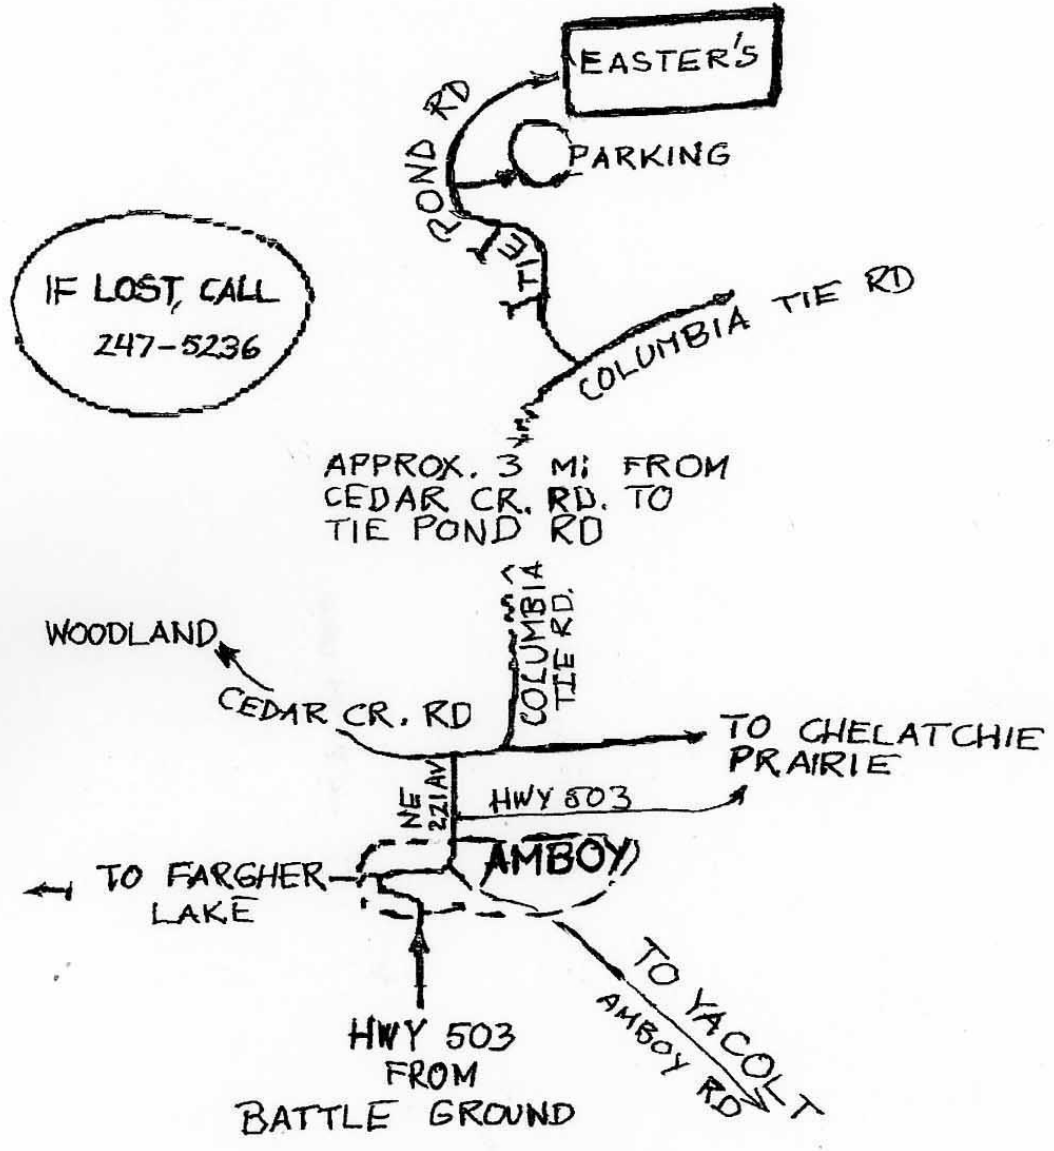 EASTER'S
PARKING
TIE POND RD
IF LOST, CALL
247-5236
COLUMBIA TIE RD
APPROX. 3 MI FROM
CEDAR CR. RD. TO
TIE POND RD
COLUMBIA
TIE RD.
WOODLAND
CEDAR CR. RD
TO CHELATCHIE
PRAIRIE
NE
221 AV
HWY 503
AMBOY
TO FARGHER
LAKE
TO YACOLT
AMBOY RD
HWY 503
FROM
BATTLE GROUND